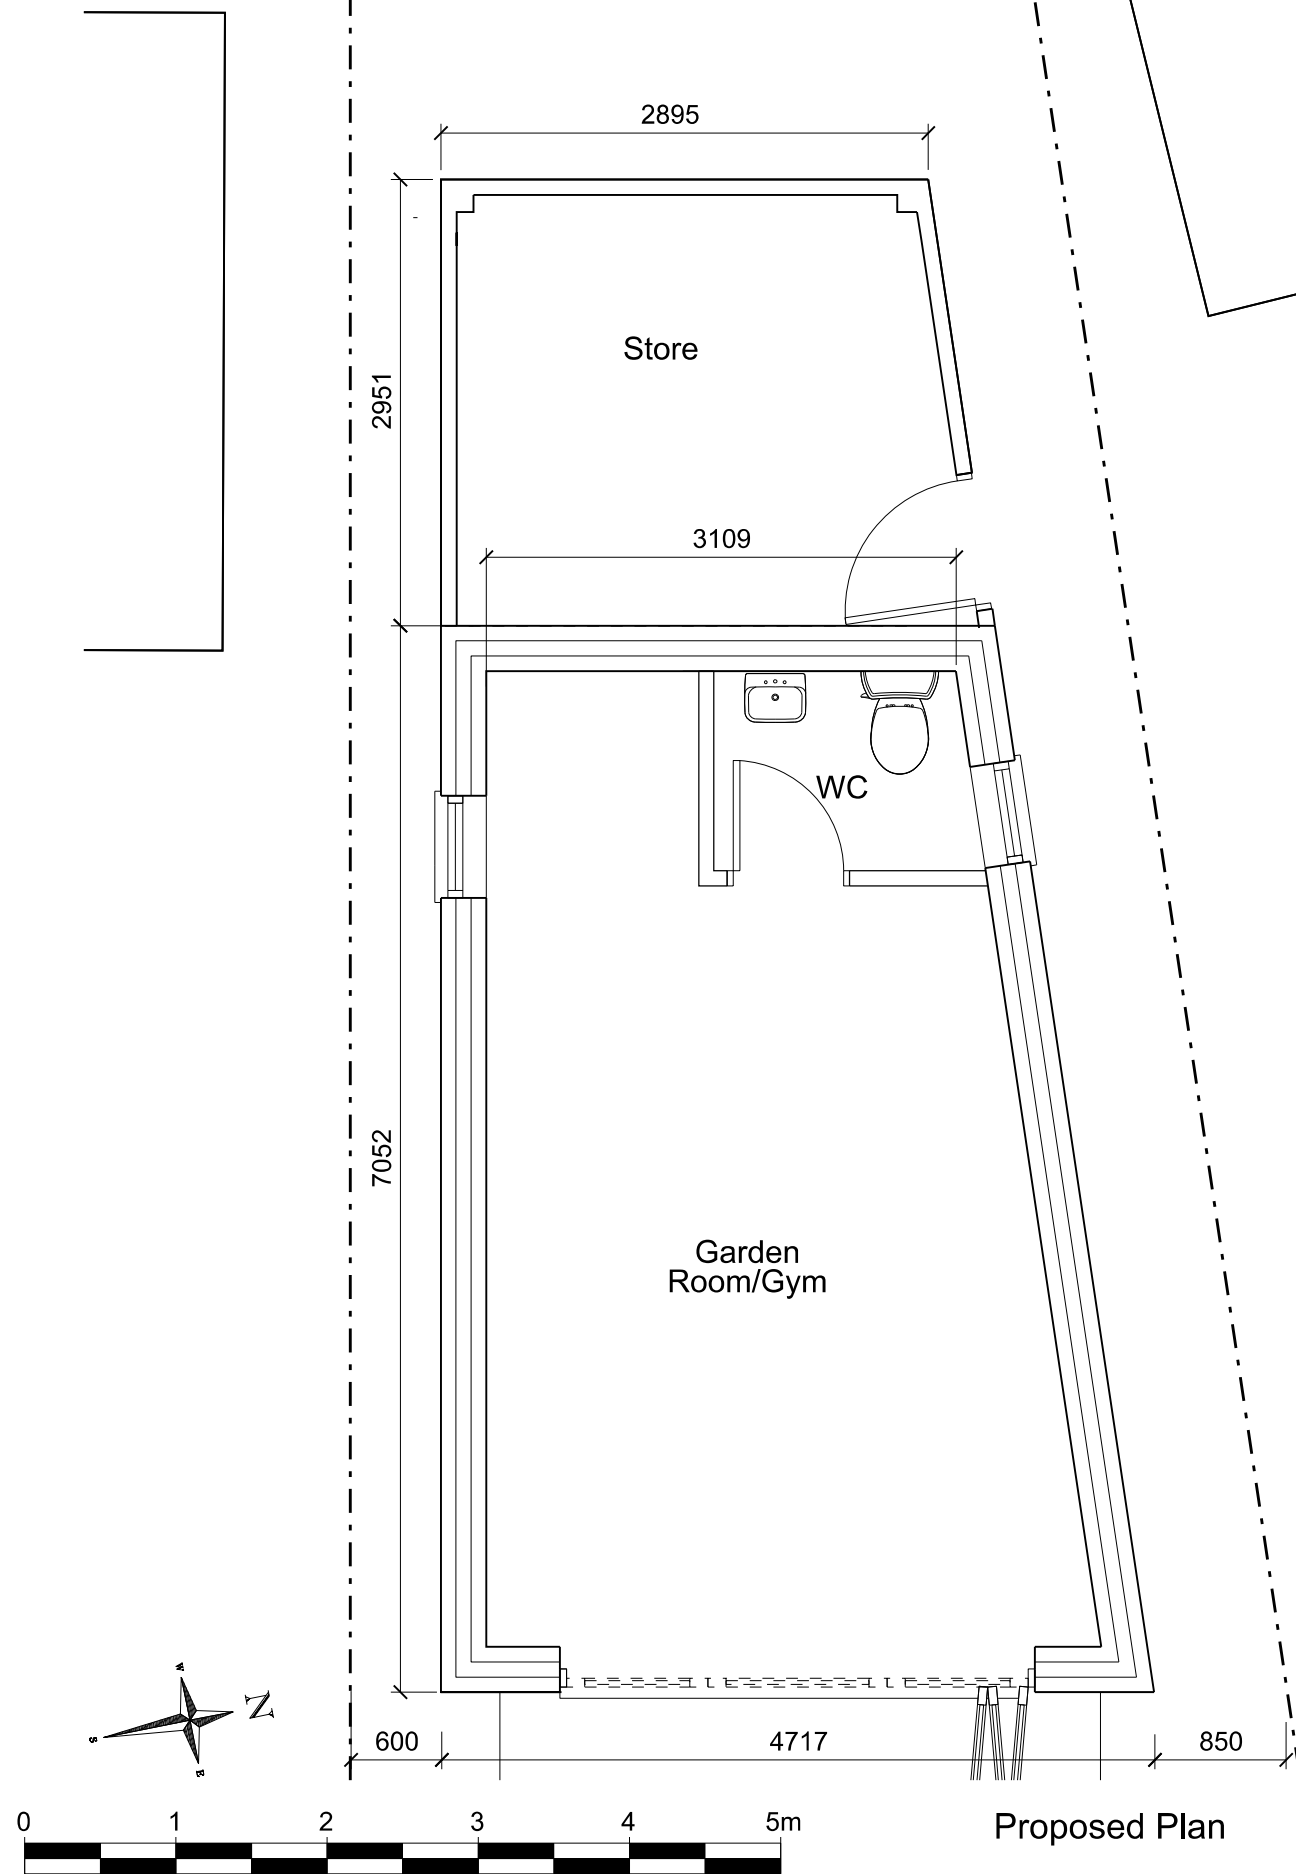 2895
2951
Store
3109
WC
7052
Garden
Room/Gym
W
N
S
E
600
4717
850
0 1 2 3 4 5m
Proposed Plan